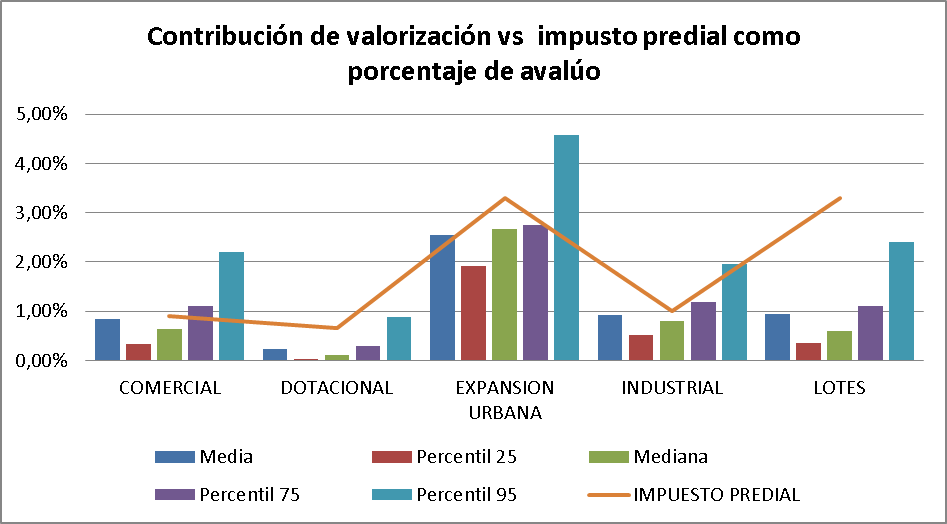 Contribución de valorización vs  impusto predial como
porcentaje de avalúo
5,00%
4,00%
3,00%
2,00%
1,00%
0,00%
COMERCIAL
DOTACIONAL
EXPANSION
URBANA
INDUSTRIAL
LOTES
Media
Percentil 25
Mediana
Percentil 75
Percentil 95
IMPUESTO PREDIAL